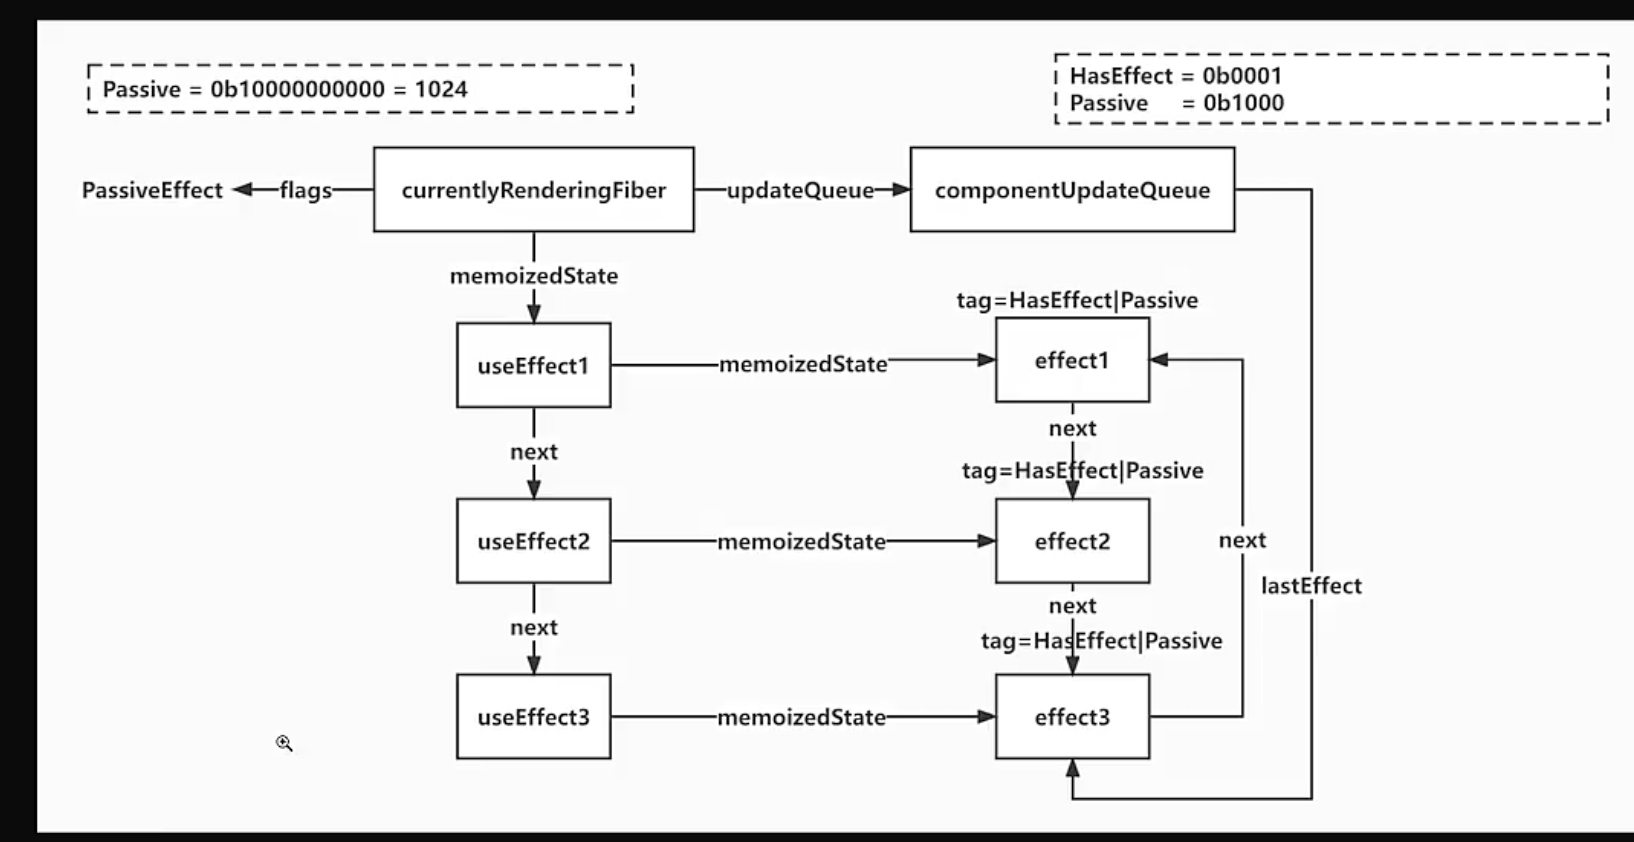 Passive = 0b10000000000 = 1024
HasEffect = 0b0001
Passive = 0b1000
PassiveEffect
flags
currentlyRenderingFiber
updateQueue
componentUpdateQueue
memoizedState
tag=HasEffect|Passive
useEffect1
memoizedState
effect1
next
next
tag=HasEffect|Passive
useEffect2
memoizedState
effect2
next
lastEffect
next
next
tag=HasEffect|Passive
useEffect3
memoizedState
effect3